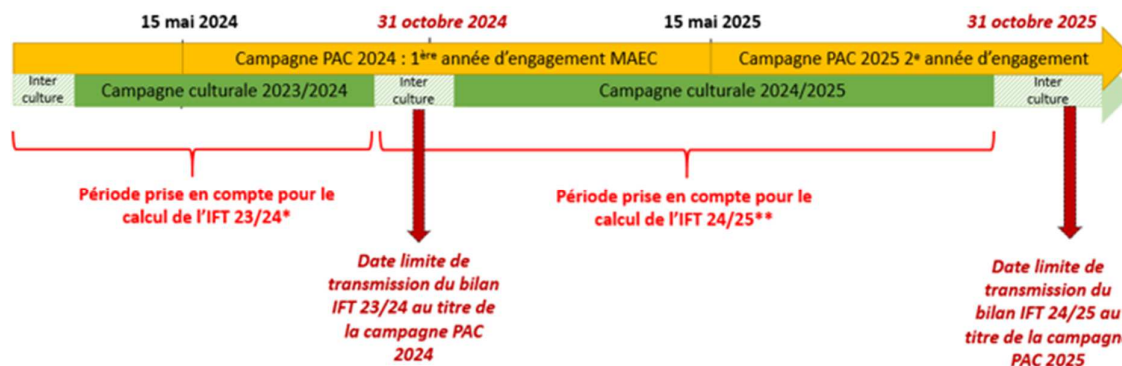 15 mai 2024
31 octobre 2024
15 mai 2025
31 octobre 2025
Campagne PAC 2024 : 1ère année d'engagement MAEC
Campagne PAC 2025 2e année d'engagement
Inter
culture
Campagne culturale 2023/2024
Inter
culture
Campagne culturale 2024/2025
Inter
culture
Période prise en compte pour le
calcul de l'IFT 23/24*
Période prise en compte pour le
calcul de l'IFT 24/25**
Date limite de
transmission du bilan
IFT 23/24 au titre de
la campagne PAC
2024
Date limite de
transmission du
bilan IFT 24/25 au
titre de la campagne
PAC 2025